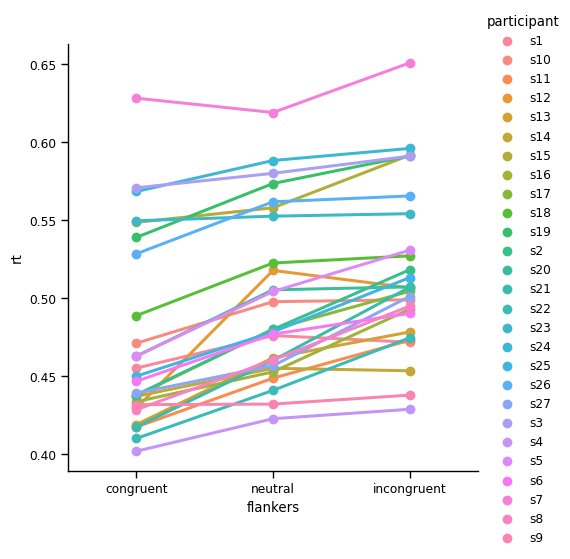 participant
s1
s10
s11
s12
s13
s14
s15
s16
s17
s18
s19
s2
s20
s21
s22
s23
s24
s25
s26
s27
s3
s4
s5
s6
s7
s8
s9
0.65
0.60
0.55
0.50
0.45
0.40
rt
congruent neutral incongruent
flankers